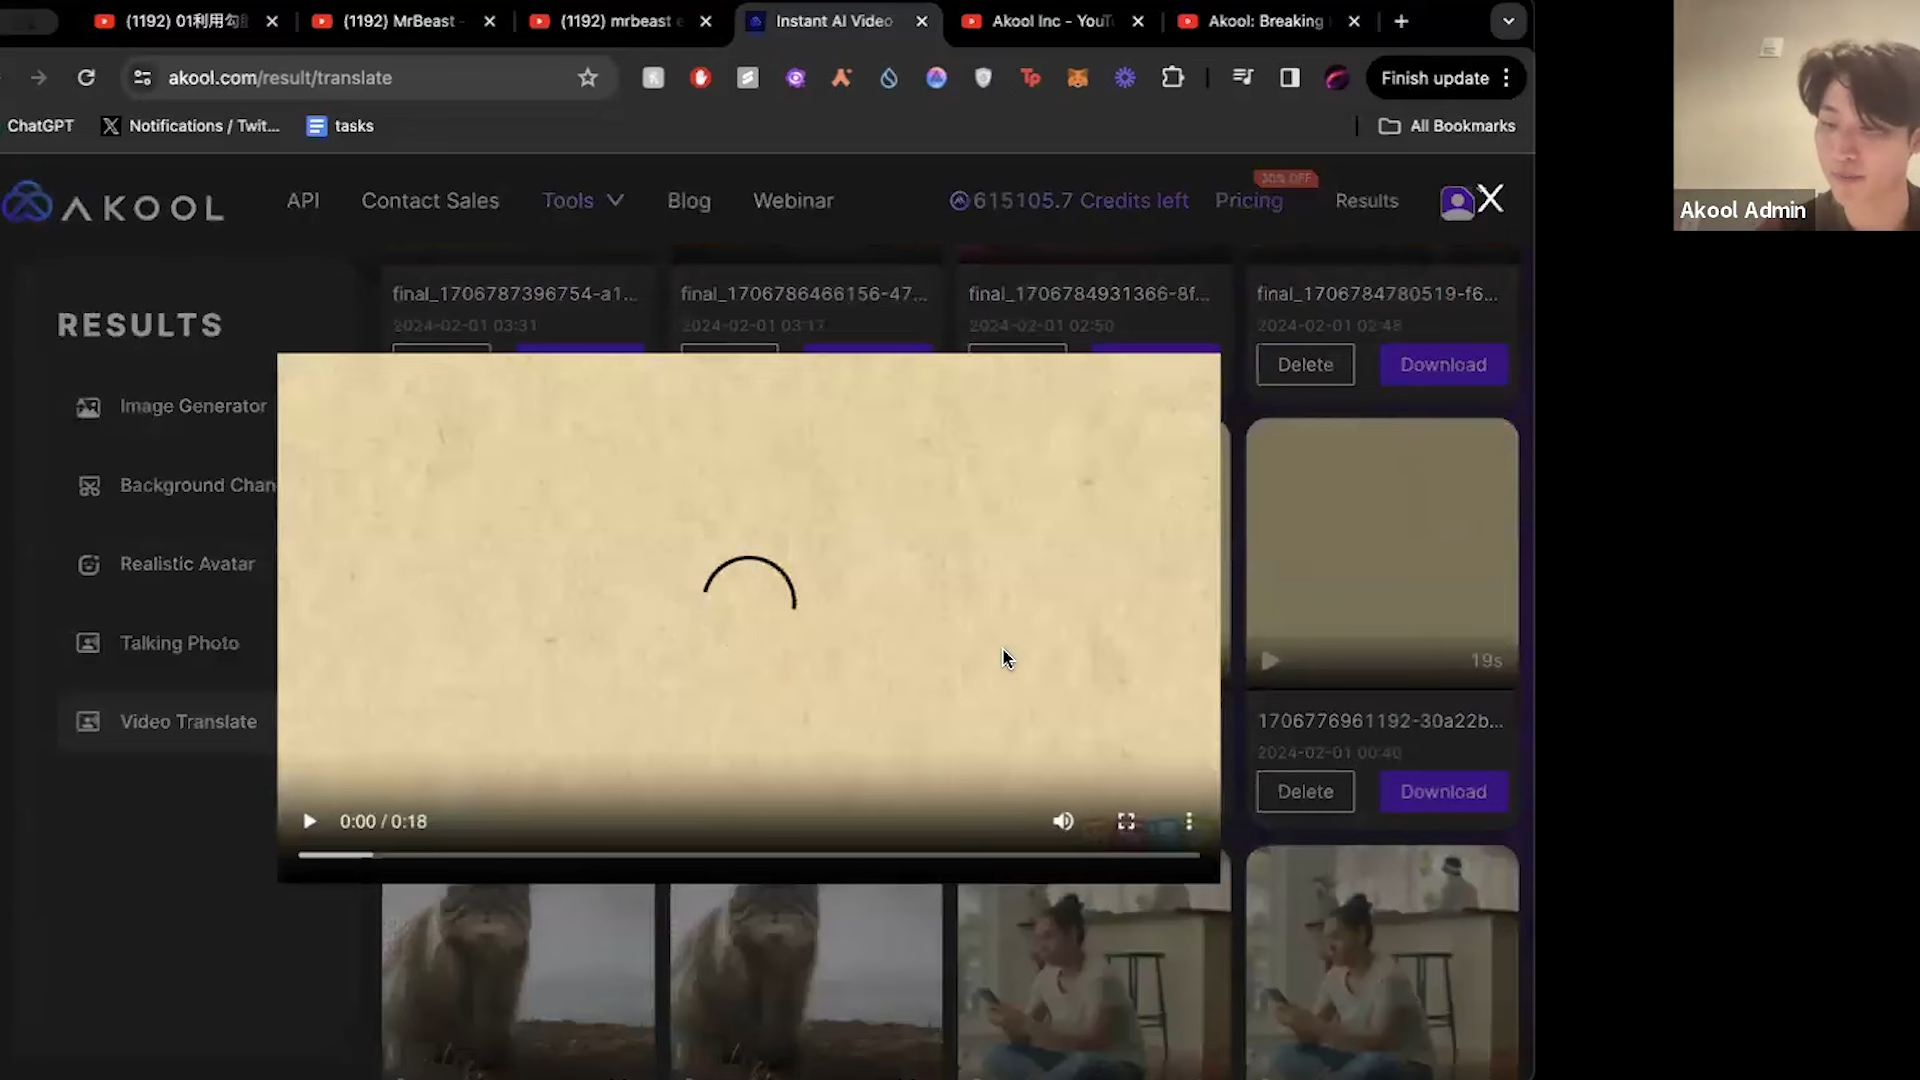 (1192) 01利用勾
(1192) MrBeast -
(1192) mrbeast e
Instant AI Video
Akool Inc - YouT
Akool: Breaking
akool.com/result/translate
Tp
Finish update
ChatGPT
Notifications / Twit...
tasks
All Bookmarks
AKOOL
API
Contact Sales
Tools
Blog
Webinar
615105.7 Credits left
30% OFF
Pricing
Results
Akool Admin
RESULTS
Image Generator
Background Chan
Realistic Avatar
Talking Photo
Video Translate
final_1706787396754-a1...
2024-02-01 03:31
final_1706786466156-47...
2024-02-01 03:17
final_1706784931366-8f...
2024-02-01 02:50
final_1706784780519-f6...
2024-02-01 02:48
Delete
Download
0:00 / 0:18
19s
1706776961192-30a22b...
2024-02-01 00:40
Delete
Download